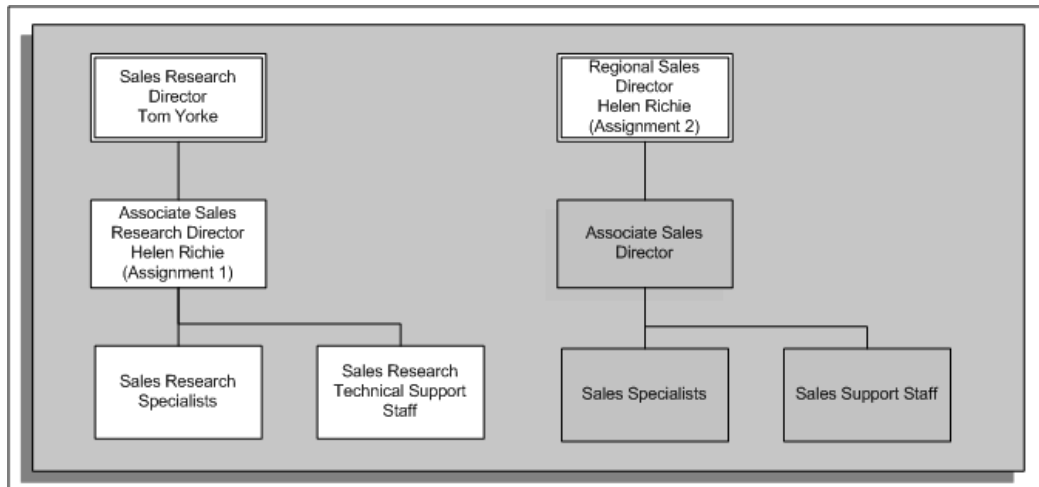 Sales Research
Director
Tom Yorke
Regional Sales
Director
Helen Richie
(Assignment 2)
Associate Sales
Research Director
Helen Richie
(Assignment 1)
Associate Sales
Director
Sales Research
Specialists
Sales Research
Technical Support
Staff
Sales Specialists
Sales Support Staff